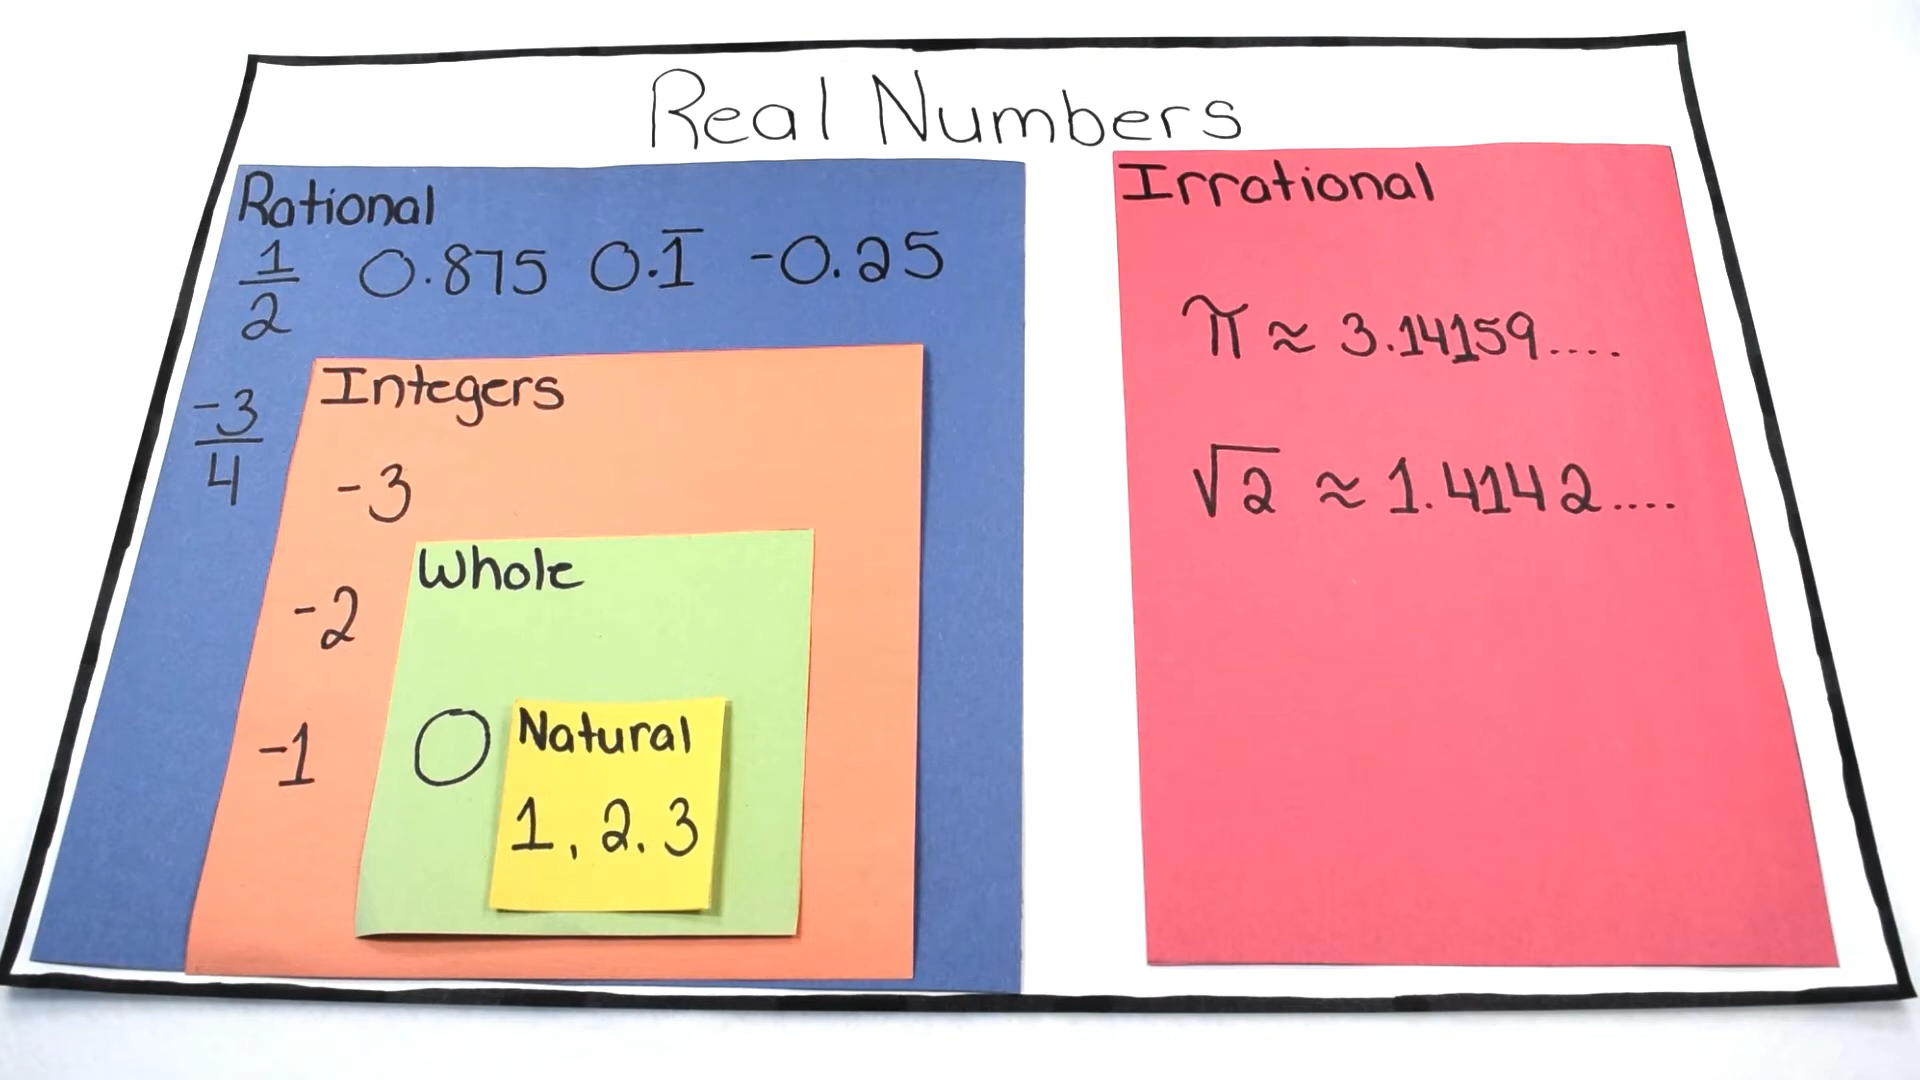 Real Numbers
Rational
1/2 0.875 0.1̅ -0.25
-3/4
Integers
-3
-2
-1
Whole
0
Natural
1, 2, 3
Irrational
π ≈ 3.14159....
√2 ≈ 1.4142....